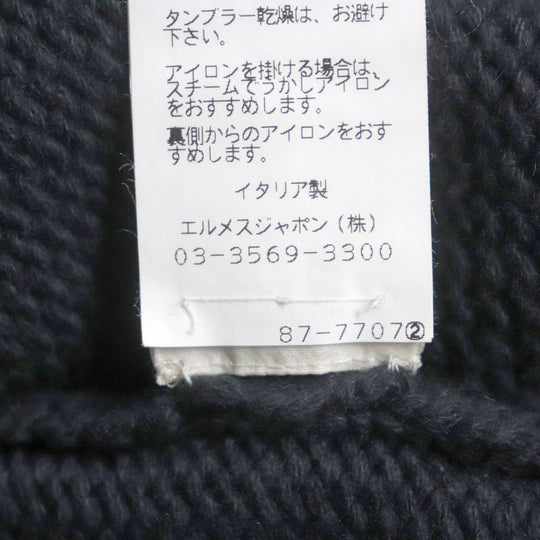 タンブラー乾燥は、お避け
下さい。
アイロンを掛ける場合は、
スチームでうかしアイロン
をおすすめします。
裏側からのアイロンをおす
すめします。
イタリア製
エルメスジャポン(株)
03-3569-3300
87-7707②